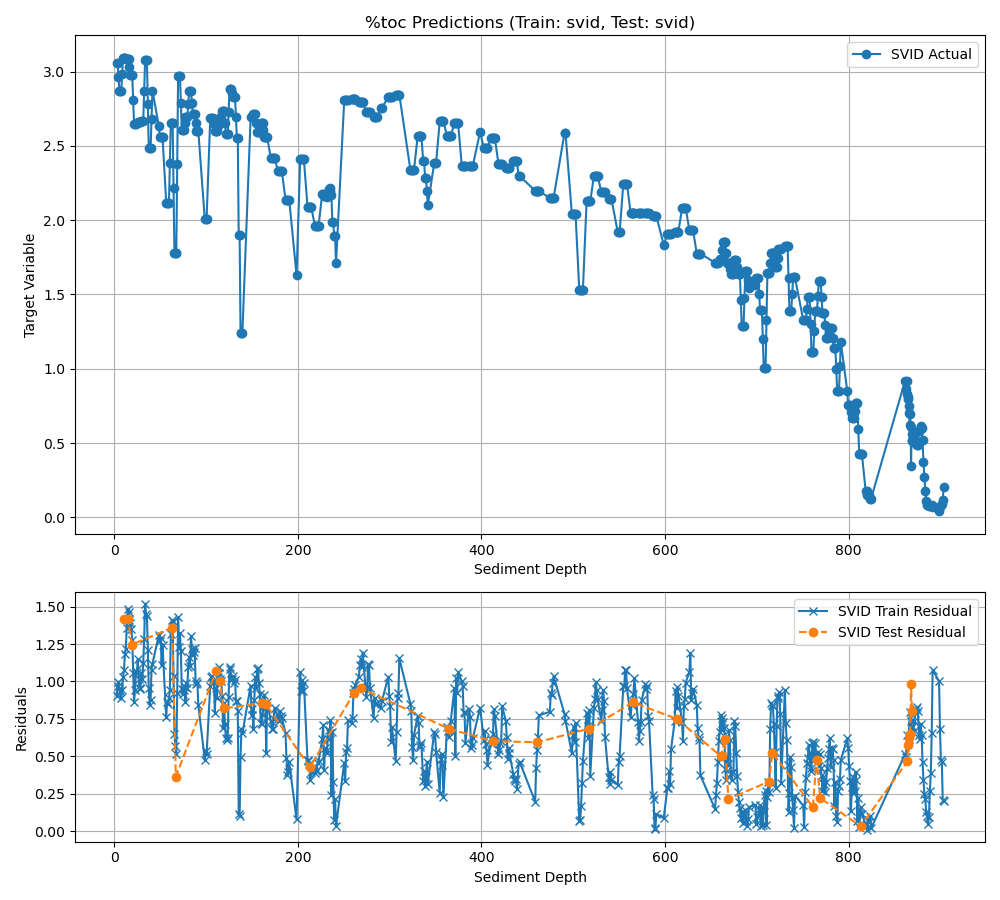 %toc Predictions (Train: svid, Test: svid)
SVID Actual
Target Variable
3.0
2.5
2.0
1.5
1.0
0.5
0.0
0 200 400 600 800
Sediment Depth
SVID Train Residual
SVID Test Residual
Residuals
1.50
1.25
1.00
0.75
0.50
0.25
0.00
0 200 400 600 800
Sediment Depth